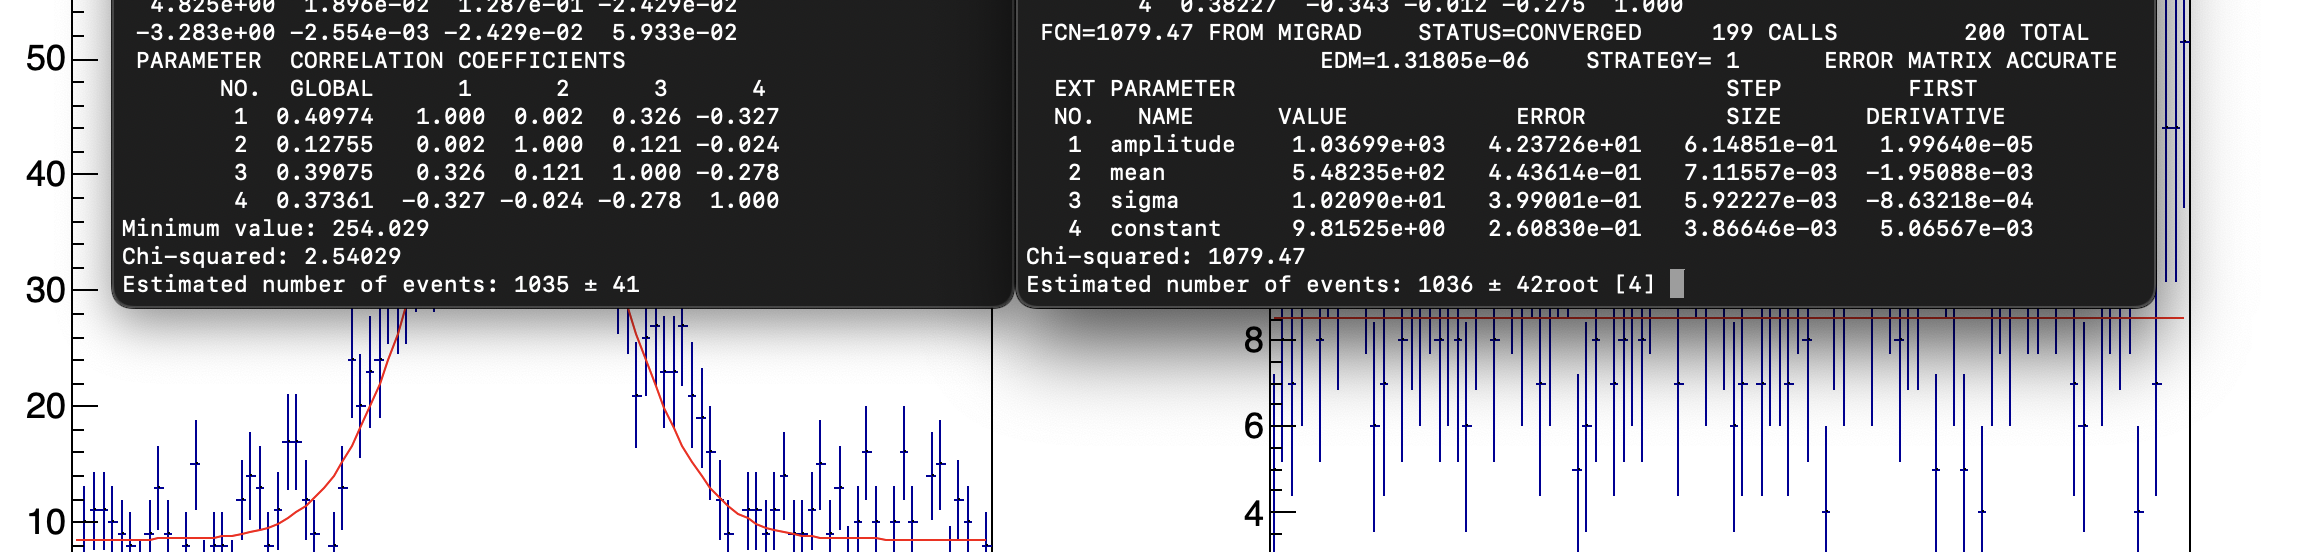 4.825e+00 1.896e-02 1.287e-01 -2.429e-02
-3.283e+00 -2.554e-03 -2.429e-02 5.933e-02
PARAMETER CORRELATION COEFFICIENTS
NO. GLOBAL 1 2 3 4
1 0.40974 1.000 0.002 0.326 -0.327
2 0.12755 0.002 1.000 0.121 -0.024
3 0.39075 0.326 0.121 1.000 -0.278
4 0.37361 -0.327 -0.024 -0.278 1.000
Minimum value: 254.029
Chi-squared: 2.54029
Estimated number of events: 1035 ± 41
4 0.38227 -0.343 -0.012 -0.275 1.000
FCN=1079.47 FROM MIGRAD STATUS=CONVERGED 199 CALLS 200 TOTAL
EDM=1.31805e-06 STRATEGY= 1 ERROR MATRIX ACCURATE
EXT PARAMETER STEP FIRST
NO. NAME VALUE ERROR SIZE DERIVATIVE
1 amplitude 1.03699e+03 4.23726e+01 6.14851e-01 1.99640e-05
2 mean 5.48235e+02 4.43614e-01 7.11557e-03 -1.95088e-03
3 sigma 1.02090e+01 3.99001e-01 5.92227e-03 -8.63218e-04
4 constant 9.81525e+00 2.60830e-01 3.86646e-03 5.06567e-03
Chi-squared: 1079.47
Estimated number of events: 1036 ± 42root [4]
50
40
30
20
10
8
6
4